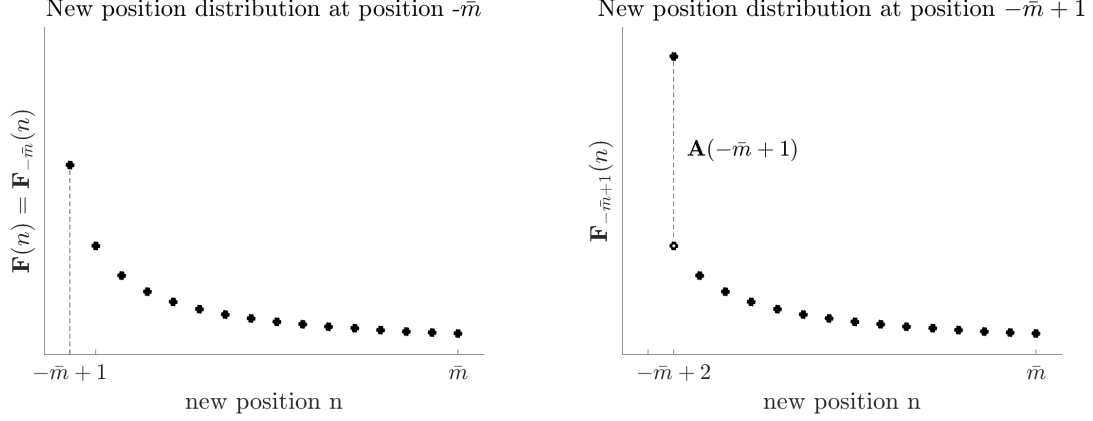 New position distribution at position -m̄
F(n) = F₋m̄(n)
−m̄ + 1
m̄
new position n
New position distribution at position −m̄ + 1
F₋m̄₊₁(n)
A(−m̄ + 1)
−m̄ + 2
m̄
new position n